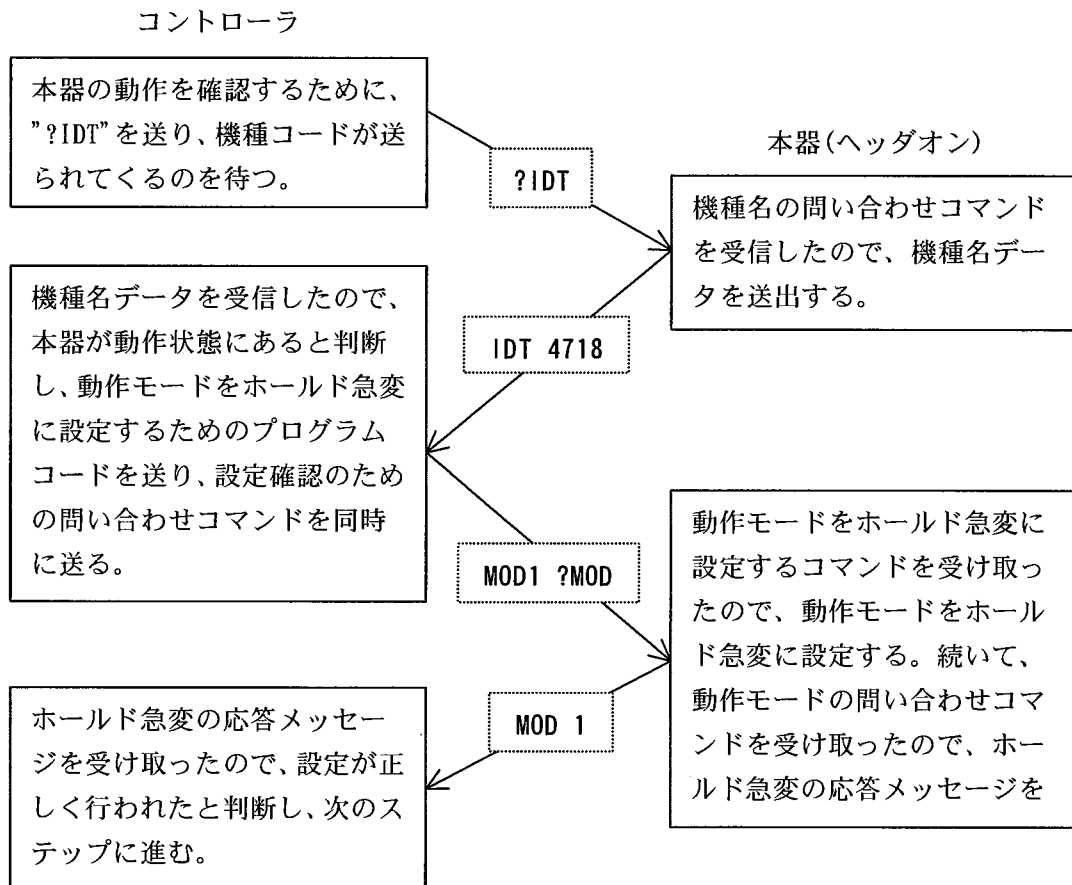 コントローラ
本器の動作を確認するために、
”?IDT”を送り、機種コードが送
られてくるのを待つ。
?IDT
本器(ヘッダオン)
機種名の問い合わせコマンド
を受信したので、機種名デー
タを送出する。
IDT 4718
機種名データを受信したので、
本器が動作状態にあると判断
し、動作モードをホールド急変
に設定するためのプログラム
コードを送り、設定確認のため
の問い合わせコマンドを同時
に送る。
MOD1 ?MOD
動作モードをホールド急変に
設定するコマンドを受け取っ
たので、動作モードをホール
ド急変に設定する。続いて、
動作モードの問い合わせコマ
ンドを受け取ったので、ホー
ルド急変の応答メッセージを
MOD 1
ホールド急変の応答メッセー
ジを受け取ったので、設定が正
しく行われたと判断し、次のス
テップに進む。